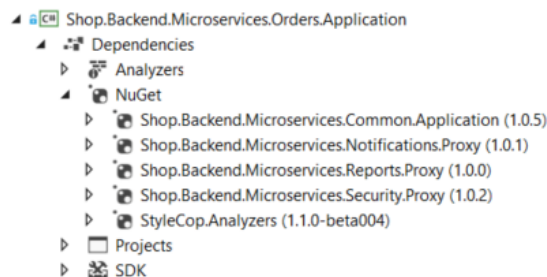 C# Shop.Backend.Microservices.Orders.Application
Dependencies
Analyzers
NuGet
Shop.Backend.Microservices.Common.Application (1.0.5)
Shop.Backend.Microservices.Notifications.Proxy (1.0.1)
Shop.Backend.Microservices.Reports.Proxy (1.0.0)
Shop.Backend.Microservices.Security.Proxy (1.0.2)
StyleCop.Analyzers (1.1.0-beta004)
Projects
SDK